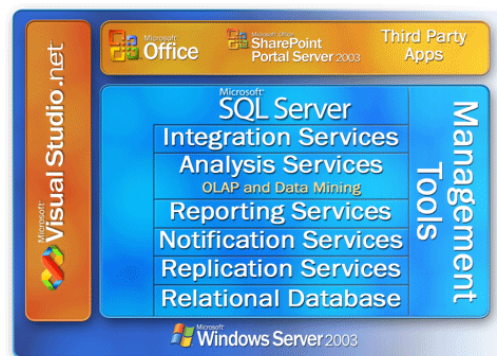 Microsoft
Visual Studio.net
Microsoft
Office
Microsoft Office
SharePoint
Portal Server 2003
Third Party
Apps
Microsoft
SQL Server
Integration Services
Analysis Services
OLAP and Data Mining
Reporting Services
Notification Services
Replication Services
Relational Database
Management
Tools
Microsoft
Windows Server 2003